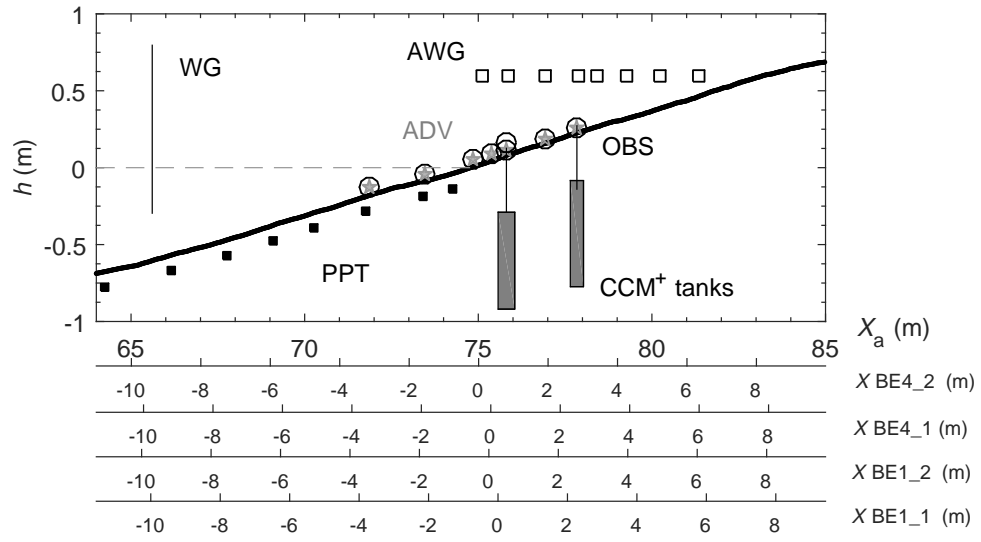 1
AWG
WG
0.5
ADV
OBS
0
h (m)
-0.5
PPT
CCM+ tanks
-1
65 70 75 80 85 Xa (m)
-10 -8 -6 -4 -2 0 2 4 6 8 X BE4_2 (m)
-10 -8 -6 -4 -2 0 2 4 6 8 X BE4_1 (m)
-10 -8 -6 -4 -2 0 2 4 6 8 X BE1_2 (m)
-10 -8 -6 -4 -2 0 2 4 6 8 X BE1_1 (m)